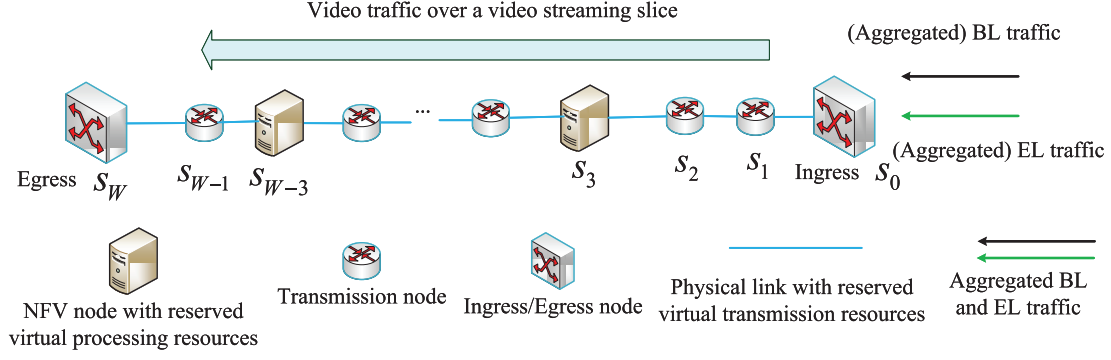 Video traffic over a video streaming slice
(Aggregated) BL traffic
...
(Aggregated) EL traffic
Egress S_W S_{W-1} S_{W-3} S_3 S_2 S_1 Ingress S_0
NFV node with reserved
virtual processing resources
Transmission node
Ingress/Egress node
Physical link with reserved
virtual transmission resources
Aggregated BL
and EL traffic